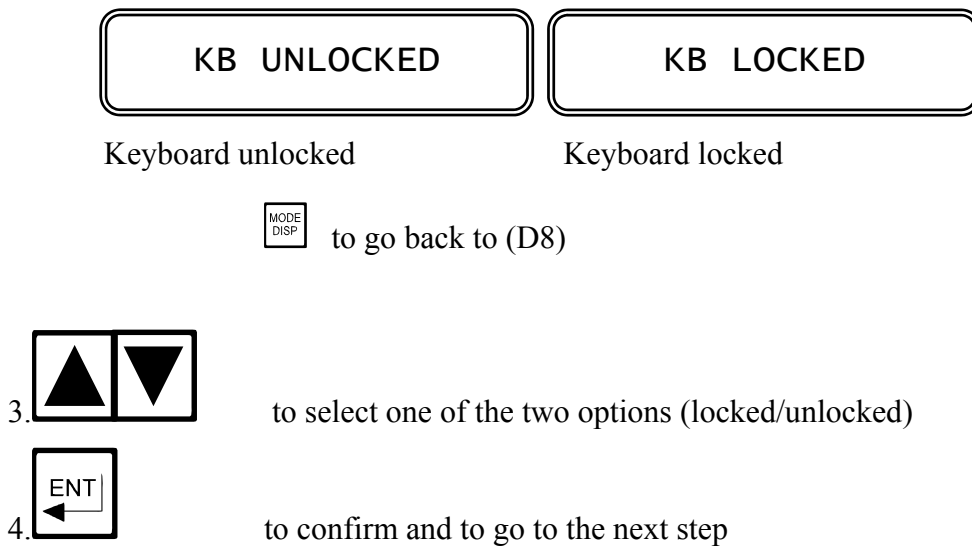 KB UNLOCKED KB LOCKED
Keyboard unlocked Keyboard locked
MODE
DISP to go back to (D8)
3. to select one of the two options (locked/unlocked)
ENT
4. to confirm and to go to the next step